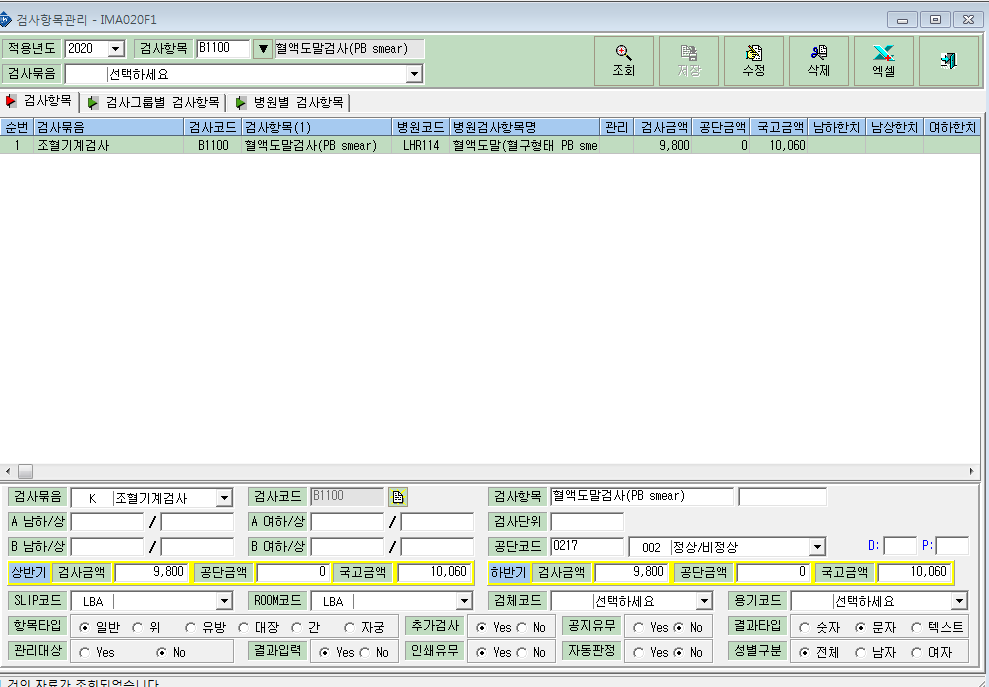 검사항목관리 - IMA020F1
적용년도 2020 검사항목 B1100 혈액도말검사(PB smear)
검사묶음 선택하세요
조회 저장 수정 삭제 엑셀
검사항목 검사그룹별 검사항목 병원별 검사항목
순번 검사묶음 검사코드 검사항목(1) 병원코드 병원검사항목명 관리 검사금액 공단금액 국고금액 남하한치 남상한치 여하한치
1 조혈기계검사 B1100 혈액도말검사(PB smear) LHR114 혈액도말(혈구형태 PB sme 9,800 0 10,060
검사묶음 K 조혈기계검사 검사코드 B1100 검사항목 혈액도말검사(PB smear)
A 남하/상 / A 여하/상 / 검사단위
B 남하/상 / B 여하/상 / 공단코드 0217 002 정상/비정상 D: P:
상반기 검사금액 9,800 공단금액 0 국고금액 10,060 하반기 검사금액 9,800 공단금액 0 국고금액 10,060
SLIP코드 LBA ROOM코드 LBA 검체코드 선택하세요 용기코드 선택하세요
항목타입 일반 위 유방 대장 간 자궁 추가검사 Yes No 공지유무 Yes No 결과타입 숫자 문자 텍스트
관리대상 Yes No 결과입력 Yes No 인쇄유무 Yes No 자동판정 Yes No 성별구분 전체 남자 여자
건의 자료가 조회되었습니다